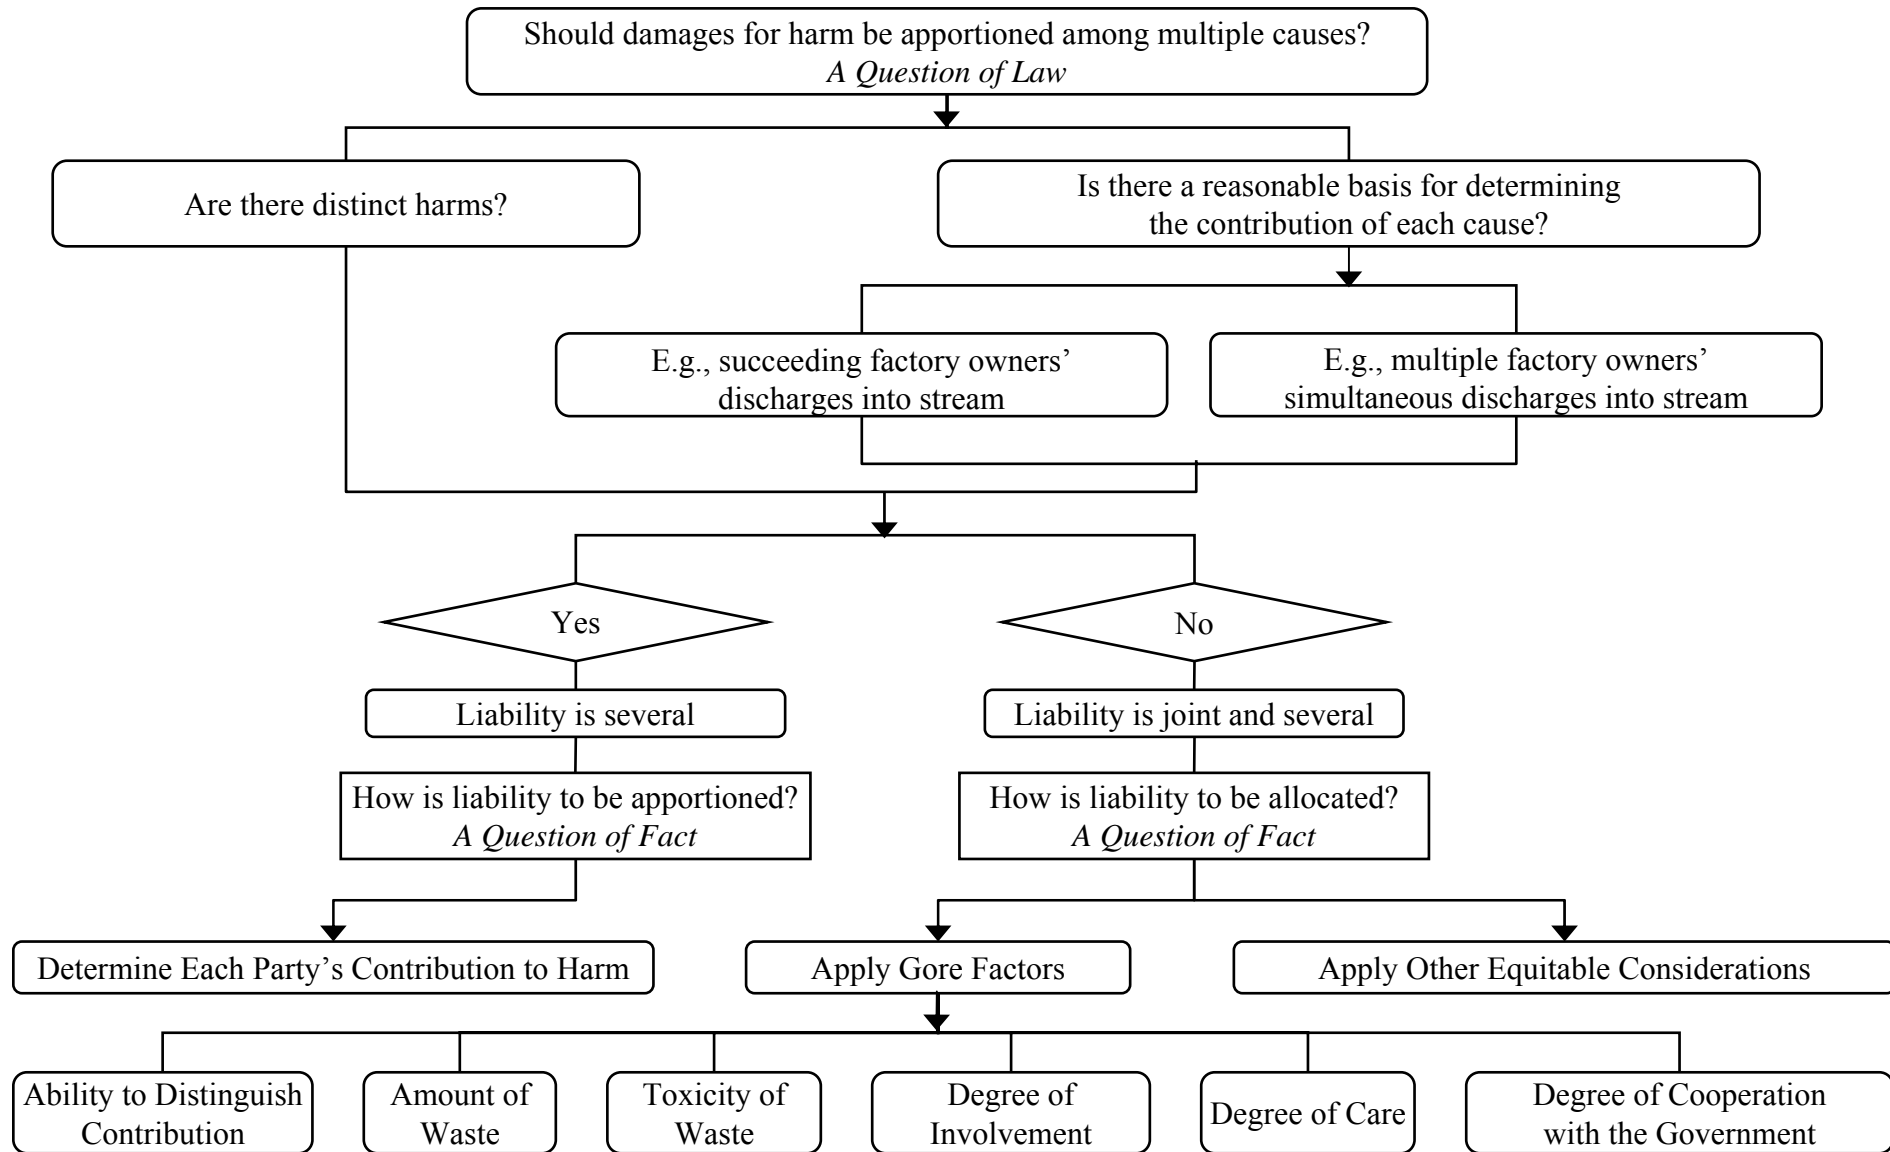 Should damages for harm be apportioned among multiple causes?
A Question of Law
Are there distinct harms?
Is there a reasonable basis for determining
the contribution of each cause?
E.g., succeeding factory owners’
discharges into stream
E.g., multiple factory owners’
simultaneous discharges into stream
Yes
No
Liability is several
Liability is joint and several
How is liability to be apportioned?
A Question of Fact
How is liability to be allocated?
A Question of Fact
Determine Each Party’s Contribution to Harm
Apply Gore Factors
Apply Other Equitable Considerations
Ability to Distinguish
Contribution
Amount of
Waste
Toxicity of
Waste
Degree of
Involvement
Degree of Care
Degree of Cooperation
with the Government